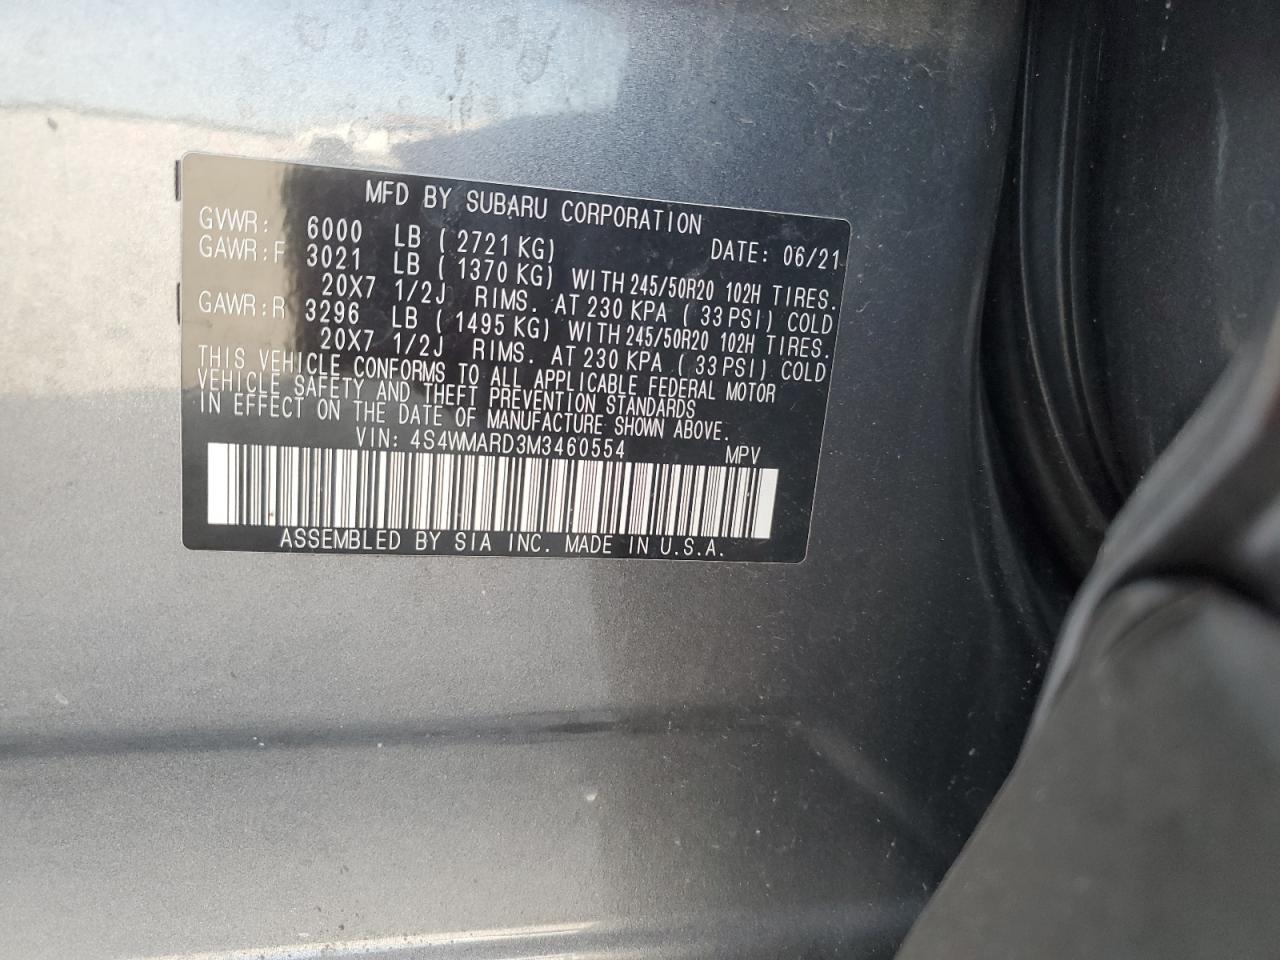 MFD BY SUBARU CORPORATION
GVWR: 6000 LB ( 2721 KG) DATE: 06/21
GAWR:F 3021 LB ( 1370 KG) WITH 245/50R20 102H TIRES.
20X7 1/2J RIMS. AT 230 KPA ( 33 PSI) COLD
GAWR:R 3296 LB ( 1495 KG) WITH 245/50R20 102H TIRES.
20X7 1/2J RIMS. AT 230 KPA ( 33 PSI) COLD
THIS VEHICLE CONFORMS TO ALL APPLICABLE FEDERAL MOTOR
VEHICLE SAFETY AND THEFT PREVENTION STANDARDS
IN EFFECT ON THE DATE OF MANUFACTURE SHOWN ABOVE.
VIN: 4S4WMARD3M3460554 MPV
ASSEMBLED BY SIA INC. MADE IN U.S.A.